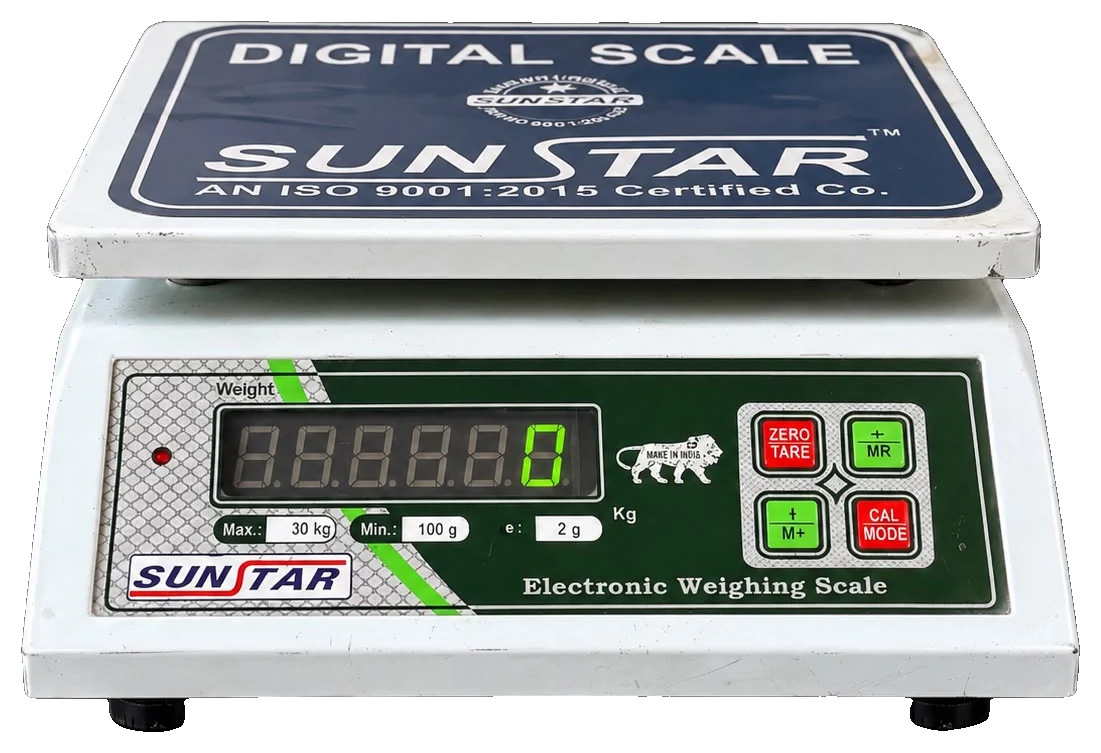 DIGITAL SCALE
SUNSTAR
SUNSTAR™
AN ISO 9001:2015 Certified Co.
Weight
0
MAKE IN INDIA
ZERO
TARE
+
MR
Max.: 30 kg Min.: 100 g e: 2 g Kg
+
M+
CAL
MODE
SUNSTAR
Electronic Weighing Scale